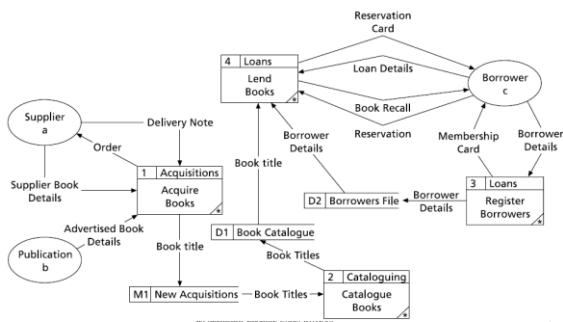 Reservation
Card
4 Loans
Lend
Books
*
Loan Details
Borrower
c
Book Recall
Reservation
Supplier
a
Delivery Note
Order
Supplier Book
Details
1 Acquisitions
Acquire
Books
*
Book title
Borrower
Details
Membership
Card
Borrower
Details
3 Loans
Register
Borrowers
*
D2 Borrowers File
Borrower
Details
Advertised Book
Details
Publication
b
Book title
D1 Book Catalogue
Book Titles
2 Cataloguing
Catalogue
Books
*
M1 New Acquisitions
Book Titles